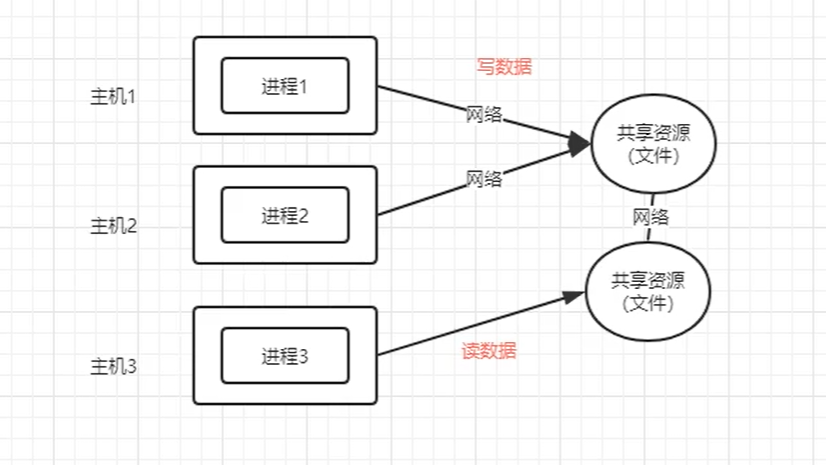 写数据
主机1
进程1
网络
共享资源
（文件）
主机2
进程2
网络
网络
共享资源
（文件）
主机3
进程3
读数据